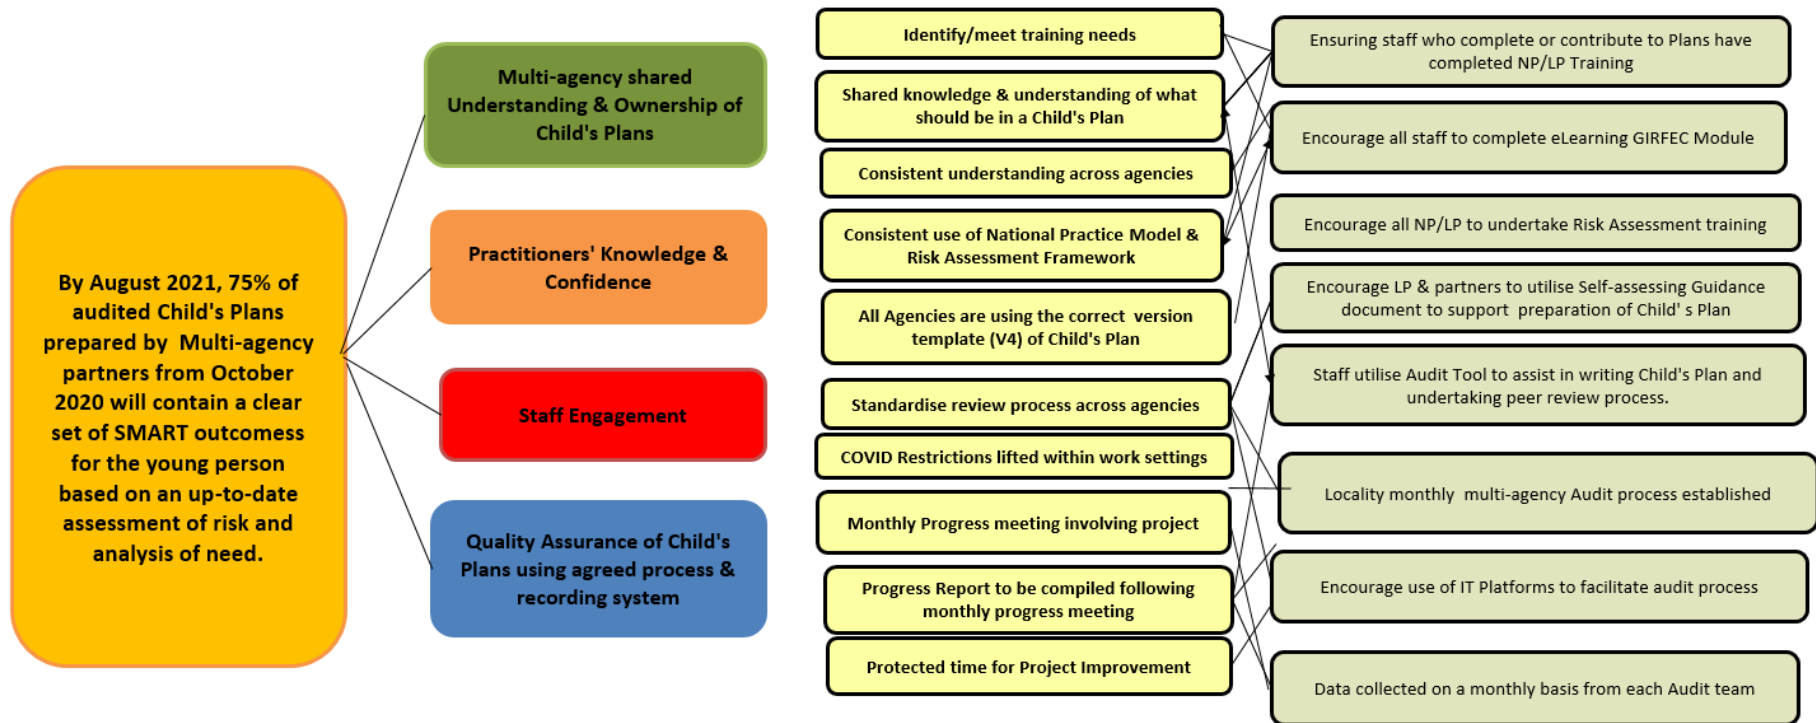 By August 2021, 75% of
audited Child's Plans
prepared by Multi-agency
partners from October
2020 will contain a clear
set of SMART outcomess
for the young person
based on an up-to-date
assessment of risk and
analysis of need.
Multi-agency shared
Understanding & Ownership of
Child's Plans
Practitioners' Knowledge &
Confidence
Staff Engagement
Quality Assurance of Child's
Plans using agreed process &
recording system
Identify/meet training needs
Shared knowledge & understanding of what
should be in a Child's Plan
Consistent understanding across agencies
Consistent use of National Practice Model &
Risk Assessment Framework
All Agencies are using the correct version
template (V4) of Child's Plan
Standardise review process across agencies
COVID Restrictions lifted within work settings
Monthly Progress meeting involving project
Progress Report to be compiled following
monthly progress meeting
Protected time for Project Improvement
Ensuring staff who complete or contribute to Plans have
completed NP/LP Training
Encourage all staff to complete eLearning GIRFEC Module
Encourage all NP/LP to undertake Risk Assessment training
Encourage LP & partners to utilise Self-assessing Guidance
document to support preparation of Child' s Plan
Staff utilise Audit Tool to assist in writing Child's Plan and
undertaking peer review process.
Locality monthly multi-agency Audit process established
Encourage use of IT Platforms to facilitate audit process
Data collected on a monthly basis from each Audit team